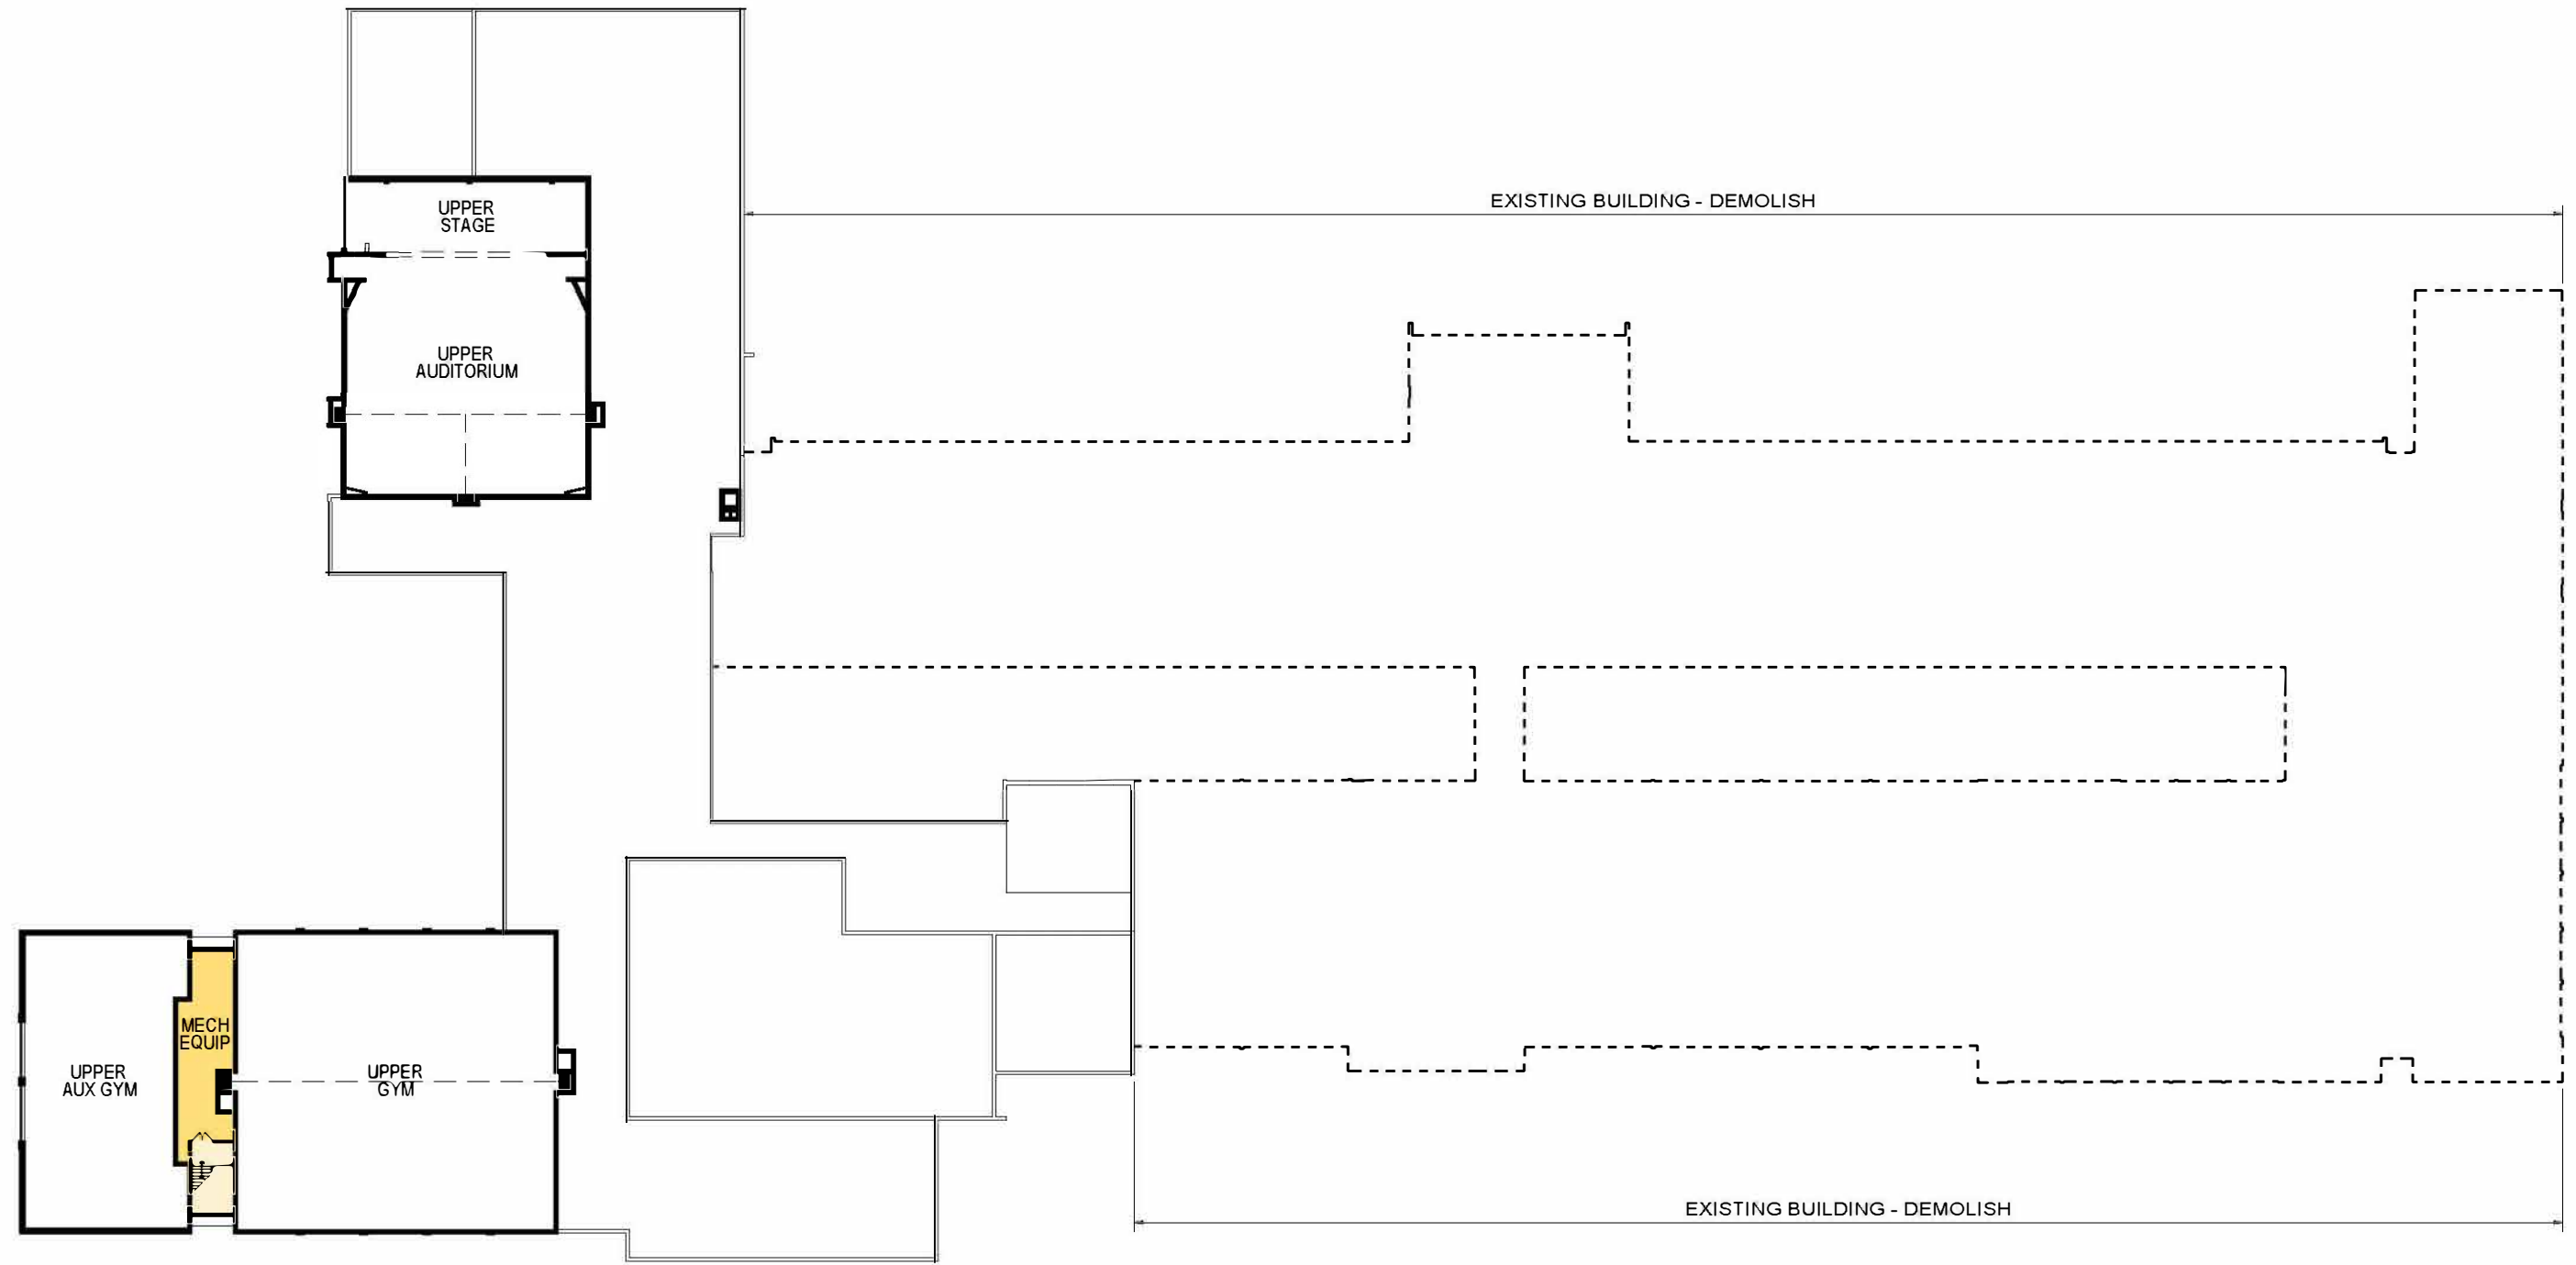 UPPER
STAGE
EXISTING BUILDING - DEMOLISH
UPPER
AUDITORIUM
MECH
EQUIP
UPPER
AUX GYM
UPPER
GYM
EXISTING BUILDING - DEMOLISH